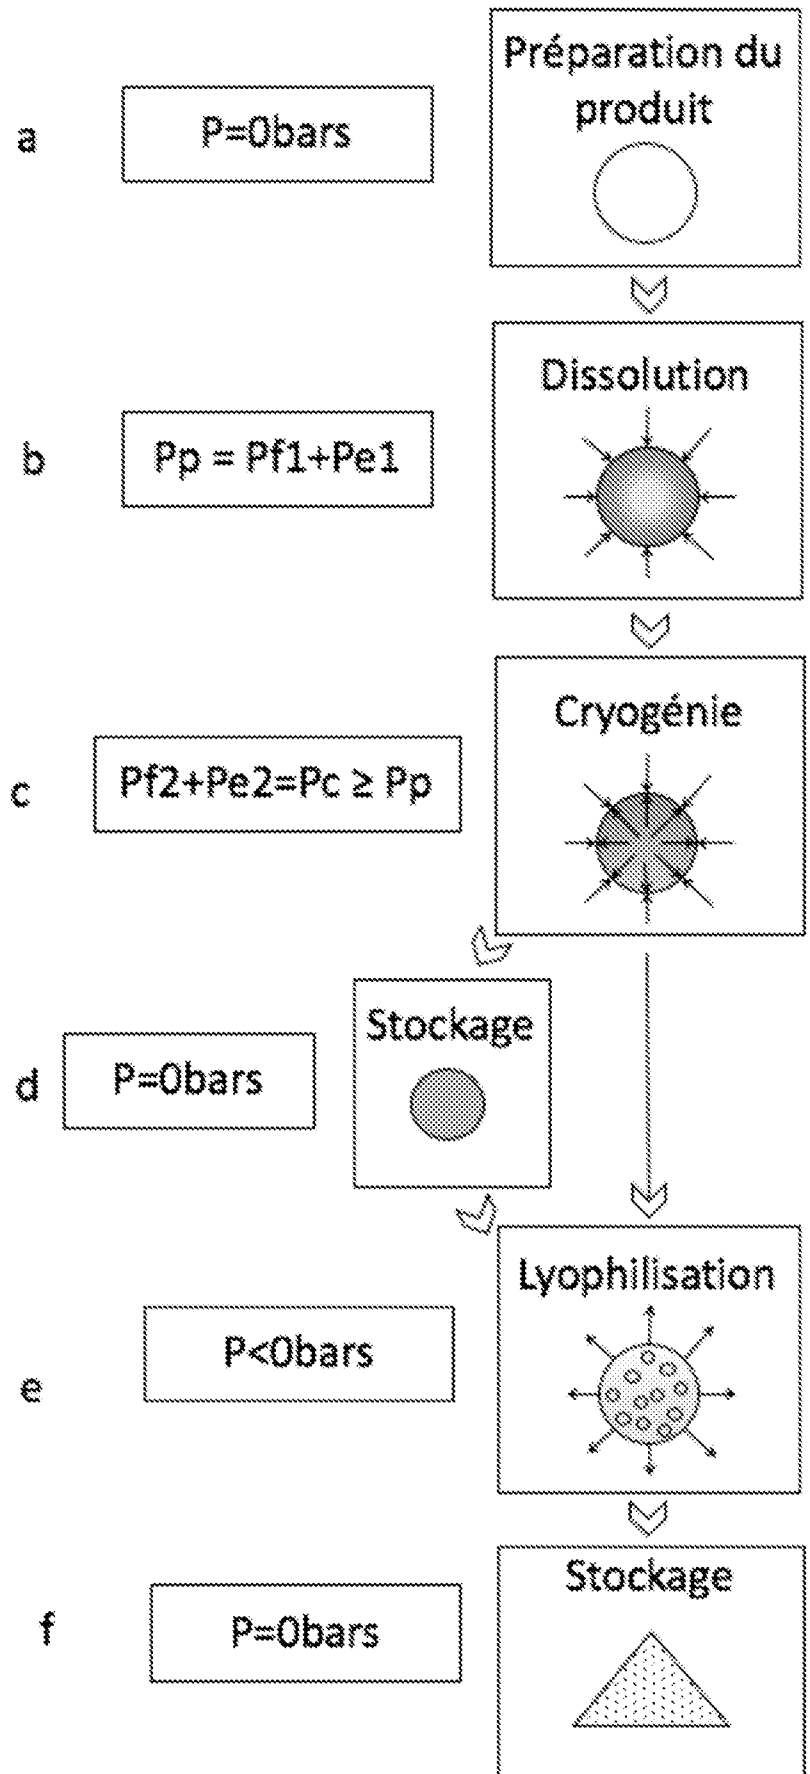 Préparation du
produit
a
P=0bars
Dissolution
b
Pp = Pf1+Pe1
Cryogénie
c
Pf2+Pe2=Pc ≥ Pp
Stockage
d
P=0bars
Lyophilisation
e
P<0bars
Stockage
f
P=0bars